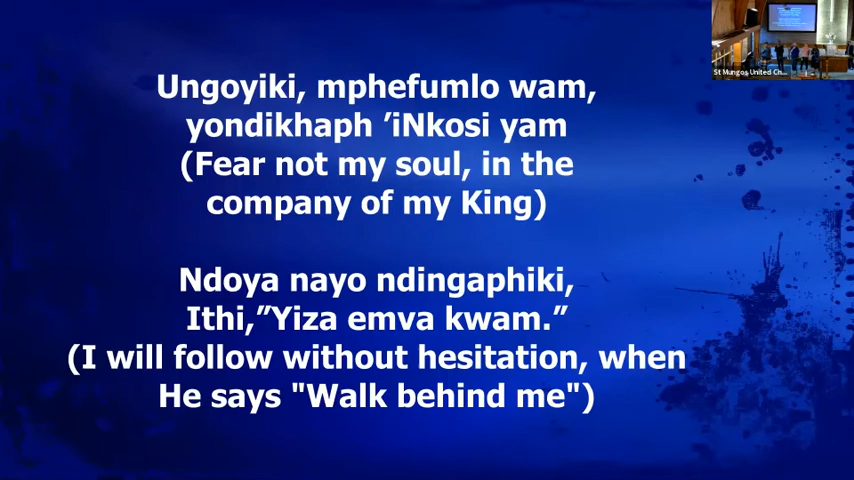 St Mungos United Ch...
Ungoyiki, mphefumlo wam,
yondikhaph ’iNkosi yam
(Fear not my soul, in the
company of my King)
Ndoya nayo ndingaphiki,
Ithi,”Yiza emva kwam.”
(I will follow without hesitation, when
He says "Walk behind me")